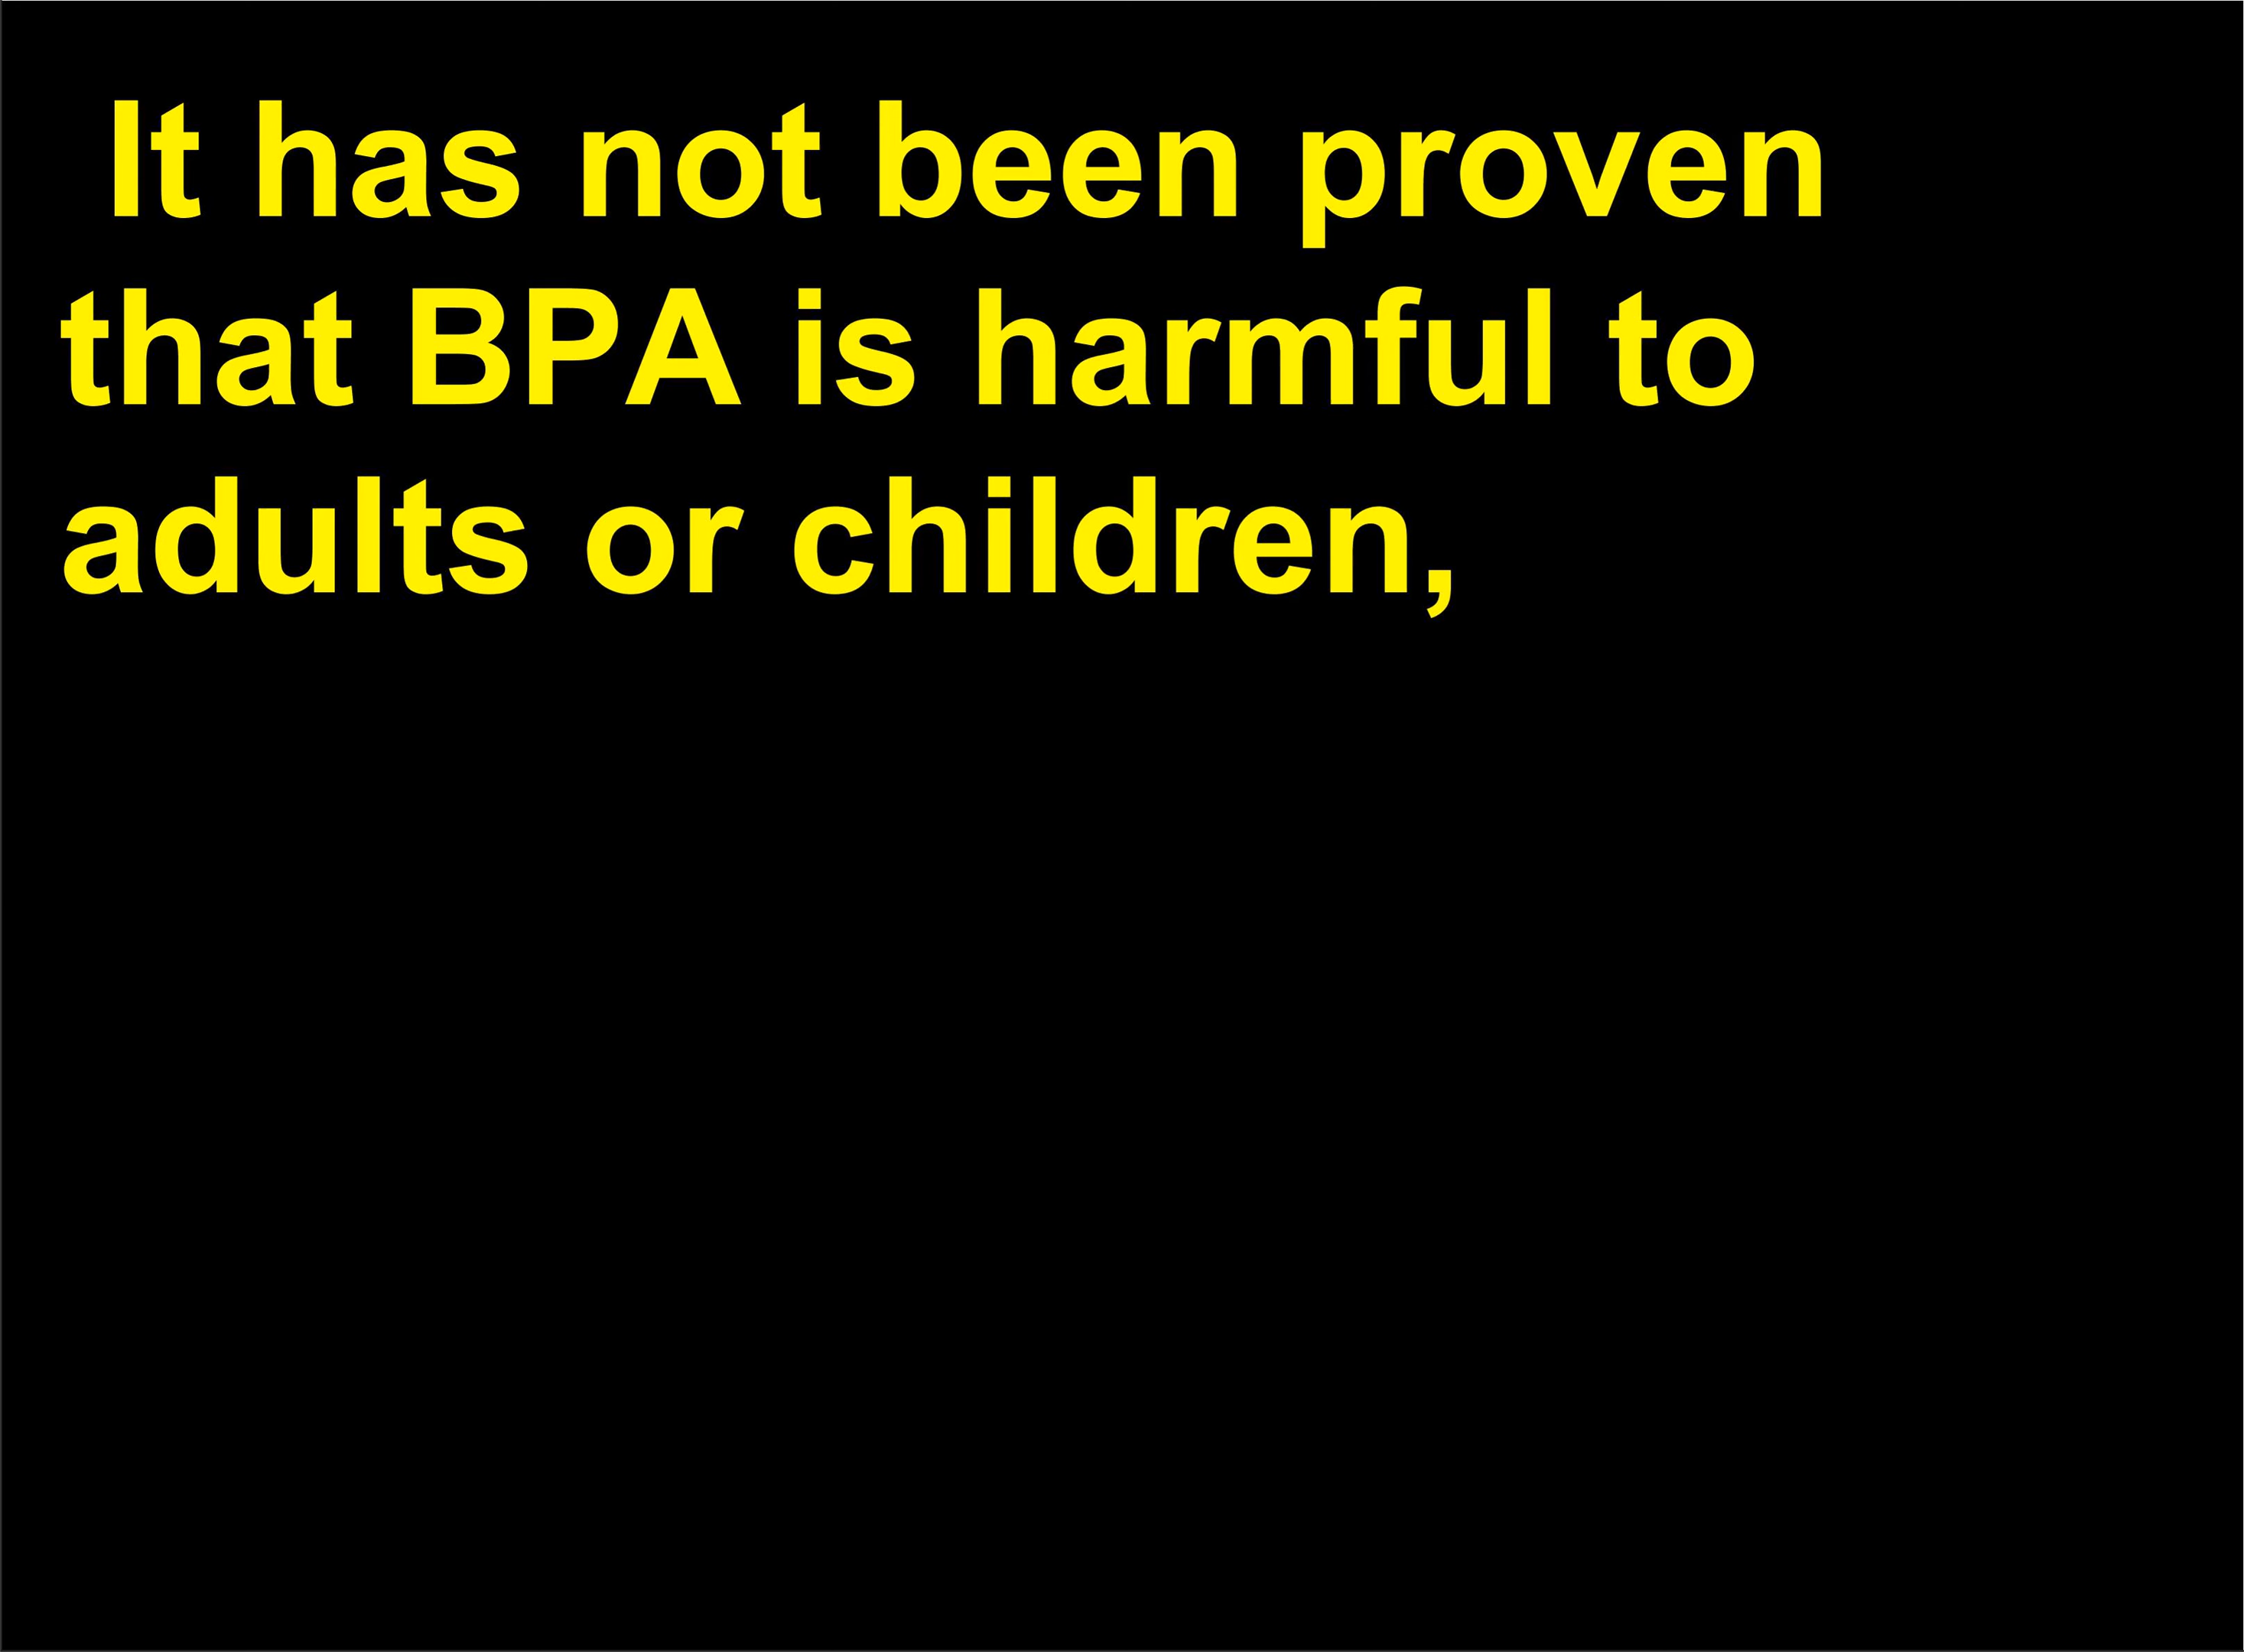 It has not been proven
that BPA is harmful to
adults or children,